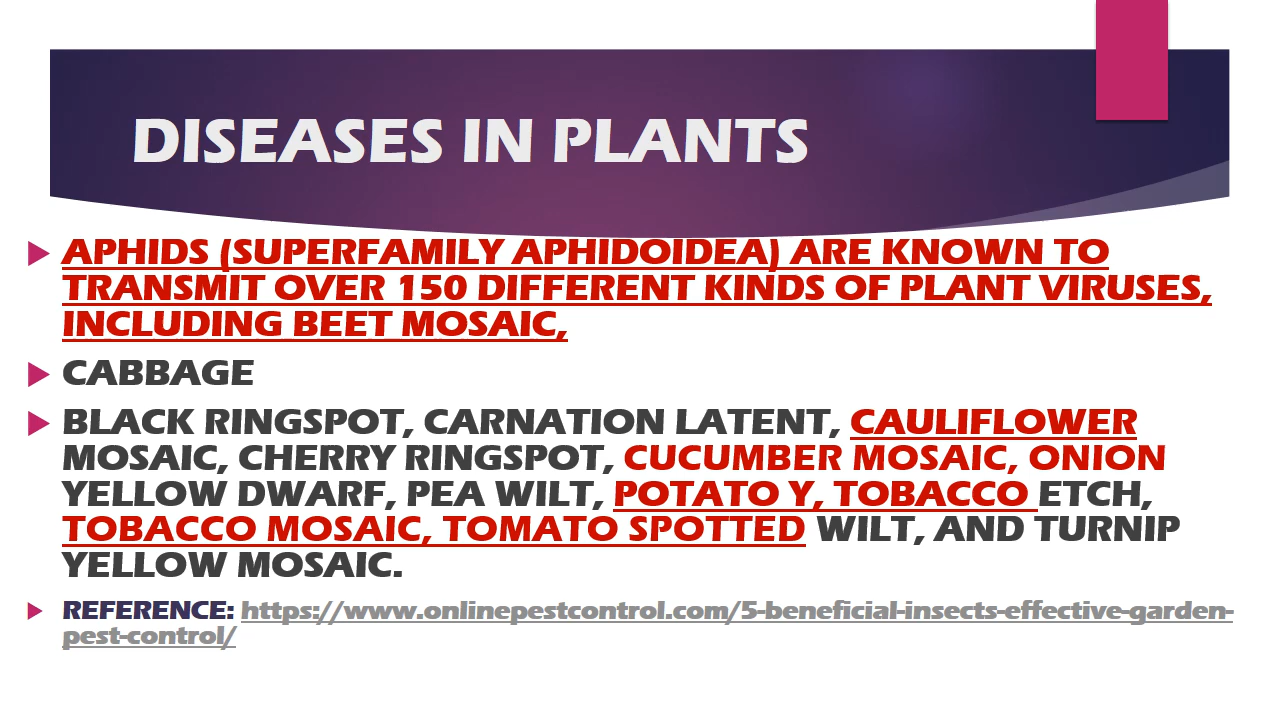 DISEASES IN PLANTS
APHIDS (SUPERFAMILY APHIDOIDEA) ARE KNOWN TO
TRANSMIT OVER 150 DIFFERENT KINDS OF PLANT VIRUSES,
INCLUDING BEET MOSAIC,
CABBAGE
BLACK RINGSPOT, CARNATION LATENT, CAULIFLOWER
MOSAIC, CHERRY RINGSPOT, CUCUMBER MOSAIC, ONION
YELLOW DWARF, PEA WILT, POTATO Y, TOBACCO ETCH,
TOBACCO MOSAIC, TOMATO SPOTTED WILT, AND TURNIP
YELLOW MOSAIC.
REFERENCE: https://www.onlinepestcontrol.com/5-beneficial-insects-effective-garden-
pest-control/